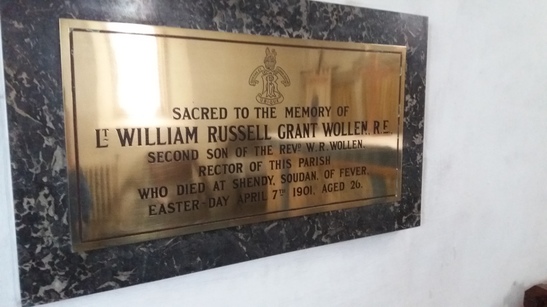 SACRED TO THE MEMORY OF
LT WILLIAM RUSSELL GRANT WOLLEN. R.E.
SECOND SON OF THE REVD W.R. WOLLEN.
RECTOR OF THIS PARISH
WHO DIED AT SHENDY, SOUDAN, OF FEVER,
EASTER-DAY APRIL 7TH 1901. AGED 26.